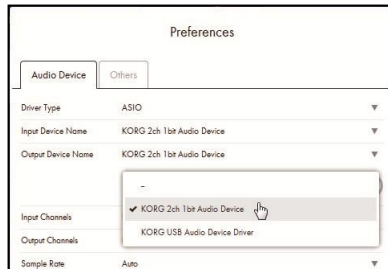 Preferences
Audio Device
Others
Driver Type ASIO
Input Device Name KORG 2ch 1bit Audio Device
Output Device Name KORG 2ch 1bit Audio Device
-
✔ KORG 2ch 1bit Audio Device
Input Channels
KORG USB Audio Device Driver
Output Channels
Sample Rate Auto